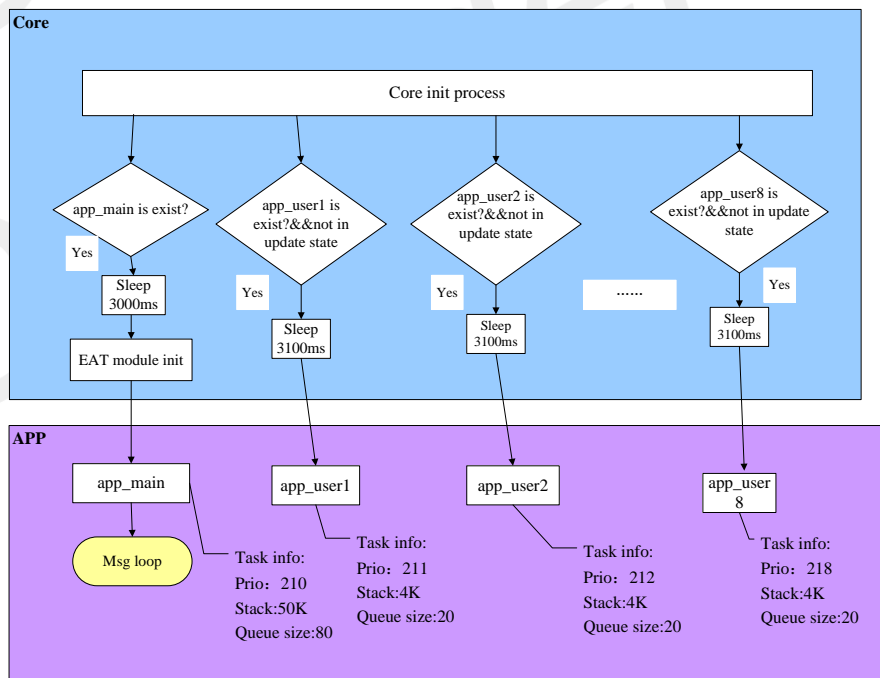 Core
Core init process
app_main is exist?
app_user1 is
exist?&&not in
update state
app_user2 is
exist?&&not in
update state
app_user8 is
exist?&&not in update
state
Yes
Yes
Yes
......
Yes
Sleep
3000ms
Sleep
3100ms
Sleep
3100ms
Sleep
3100ms
EAT module init
APP
app_main
app_user1
app_user2
app_user
8
Msg loop
Task info:
Prio：210
Stack:50K
Queue size:80
Task info:
Prio：211
Stack:4K
Queue size:20
Task info:
Prio：212
Stack:4K
Queue size:20
Task info:
Prio：218
Stack:4K
Queue size:20